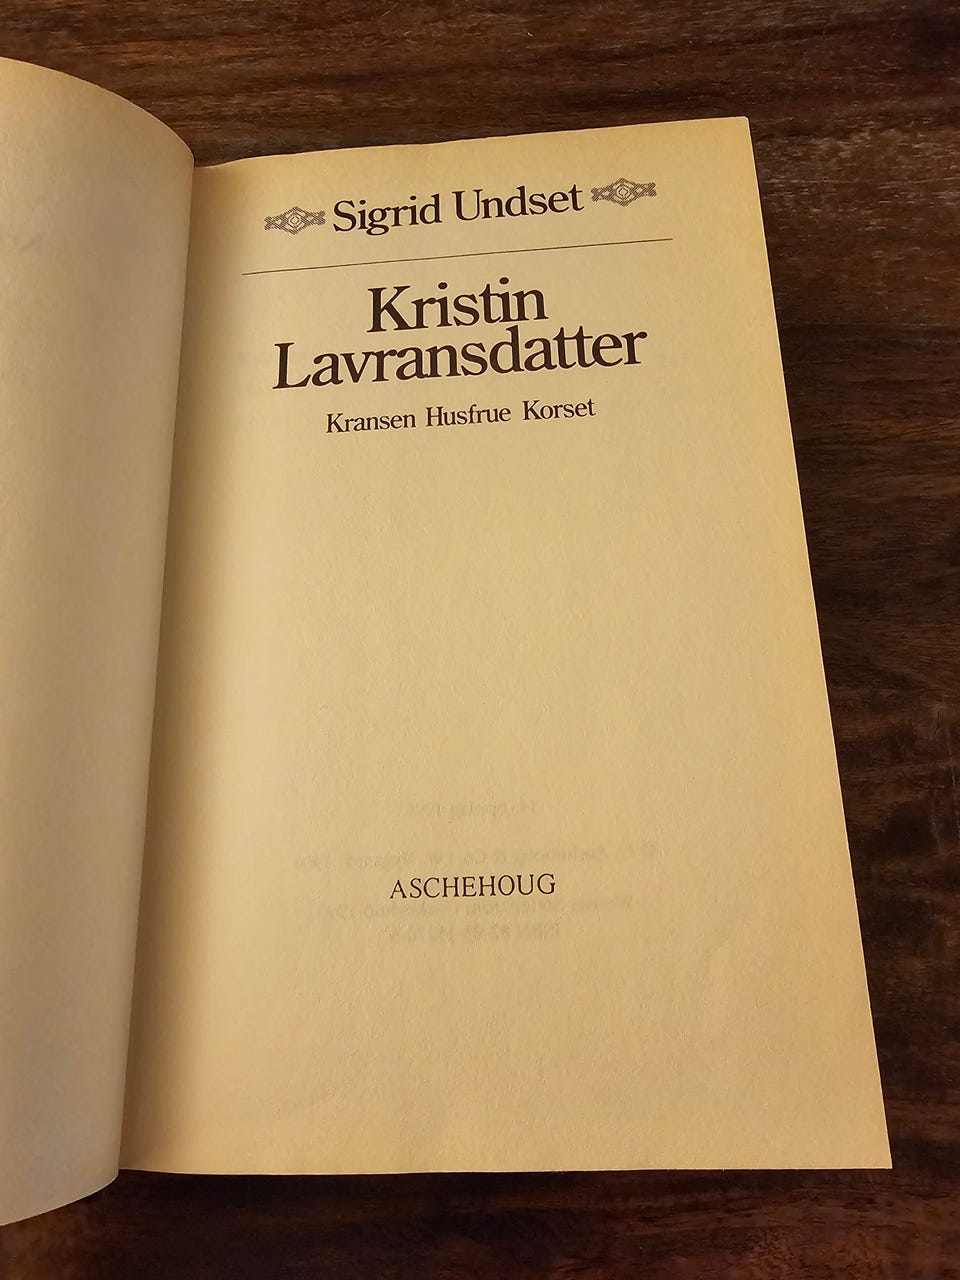 Sigrid Undset
Kristin
Lavransdatter
Kransen Husfrue Korset
ASCHEHOUG